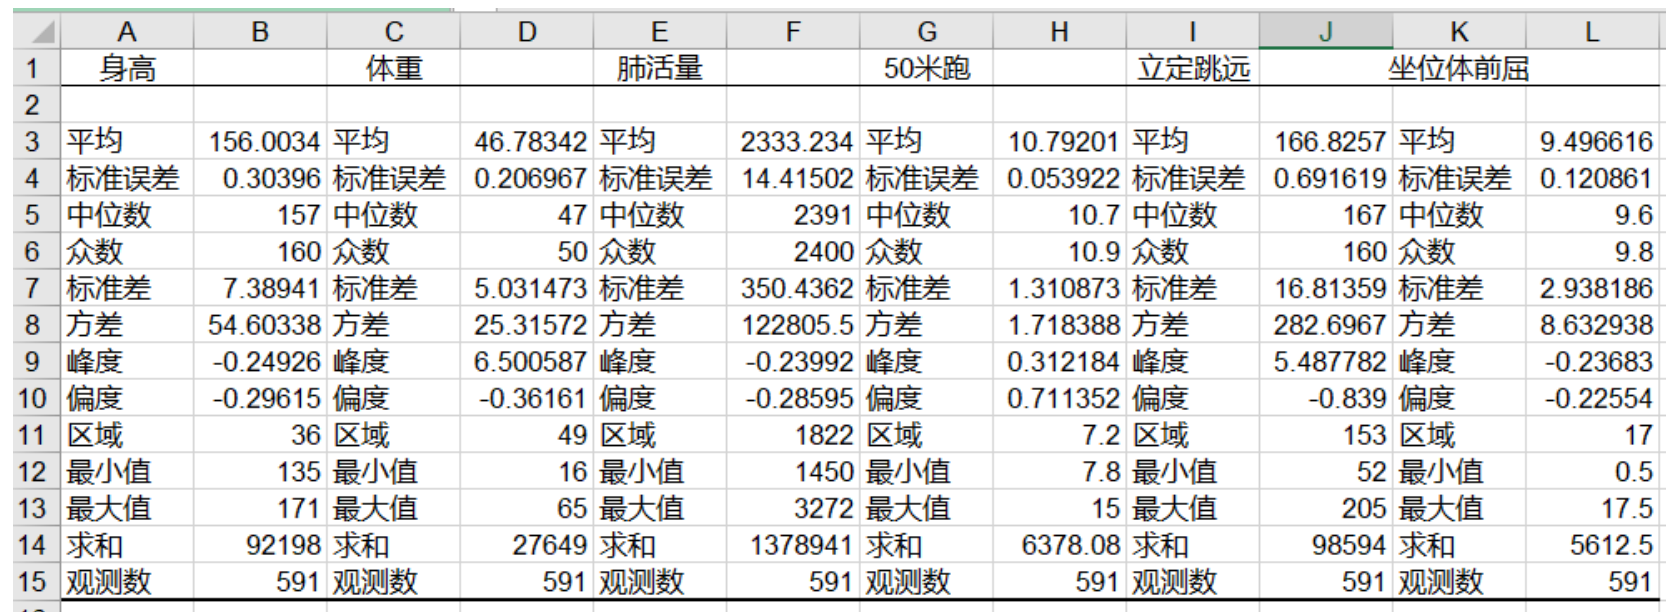 A B C D E F G H I J K L
1 身高 体重 肺活量 50米跑 立定跳远 坐位体前屈
2
3 平均 156.0034 平均 46.78342 平均 2333.234 平均 10.79201 平均 166.8257 平均 9.496616
4 标准误差 0.30396 标准误差 0.206967 标准误差 14.41502 标准误差 0.053922 标准误差 0.691619 标准误差 0.120861
5 中位数 157 中位数 47 中位数 2391 中位数 10.7 中位数 167 中位数 9.6
6 众数 160 众数 50 众数 2400 众数 10.9 众数 160 众数 9.8
7 标准差 7.38941 标准差 5.031473 标准差 350.4362 标准差 1.310873 标准差 16.81359 标准差 2.938186
8 方差 54.60338 方差 25.31572 方差 122805.5 方差 1.718388 方差 282.6967 方差 8.632938
9 峰度 -0.24926 峰度 6.500587 峰度 -0.23992 峰度 0.312184 峰度 5.487782 峰度 -0.23683
10 偏度 -0.29615 偏度 -0.36161 偏度 -0.28595 偏度 0.711352 偏度 -0.839 偏度 -0.22554
11 区域 36 区域 49 区域 1822 区域 7.2 区域 153 区域 17
12 最小值 135 最小值 16 最小值 1450 最小值 7.8 最小值 52 最小值 0.5
13 最大值 171 最大值 65 最大值 3272 最大值 15 最大值 205 最大值 17.5
14 求和 92198 求和 27649 求和 1378941 求和 6378.08 求和 98594 求和 5612.5
15 观测数 591 观测数 591 观测数 591 观测数 591 观测数 591 观测数 591